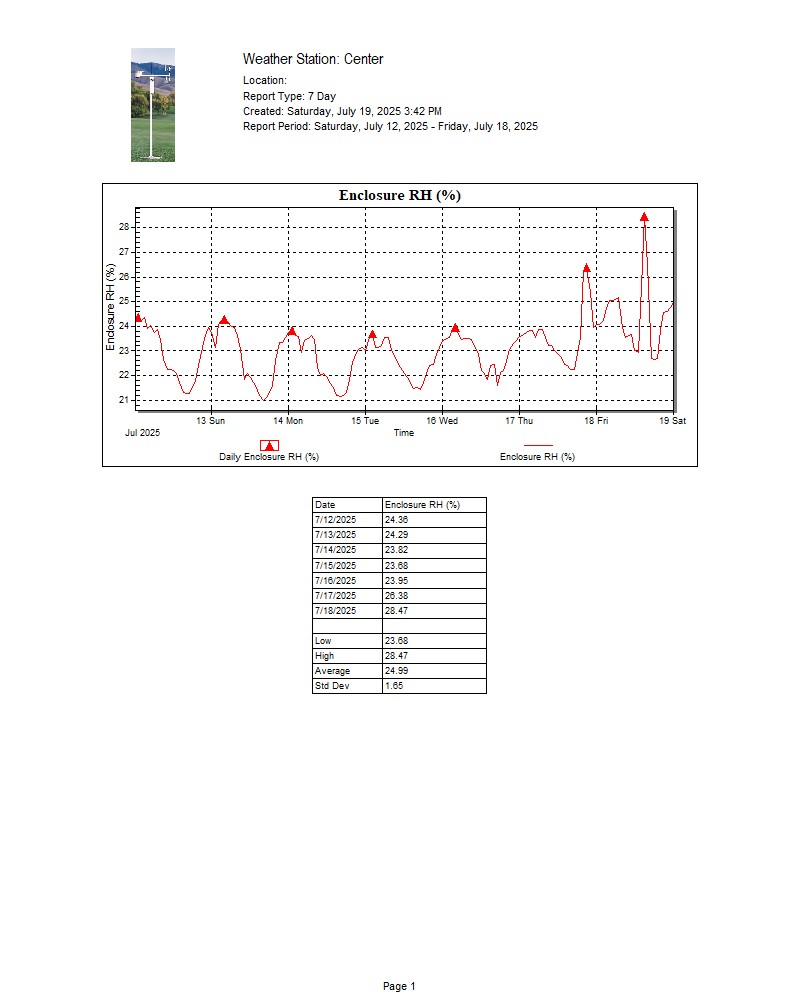 Weather Station: Center
Location:
Report Type: 7 Day
Created: Saturday, July 19, 2025 3:42 PM
Report Period: Saturday, July 12, 2025 - Friday, July 18, 2025
Enclosure RH (%)
Enclosure RH (%)
28
27
26
25
24
23
22
21
13 Sun 14 Mon 15 Tue 16 Wed 17 Thu 18 Fri 19 Sat
Jul 2025 Time
Daily Enclosure RH (%) Enclosure RH (%)
Date Enclosure RH (%)
7/12/2025 24.36
7/13/2025 24.29
7/14/2025 23.82
7/15/2025 23.68
7/16/2025 23.95
7/17/2025 26.38
7/18/2025 28.47
Low 23.68
High 28.47
Average 24.99
Std Dev 1.65
Page 1